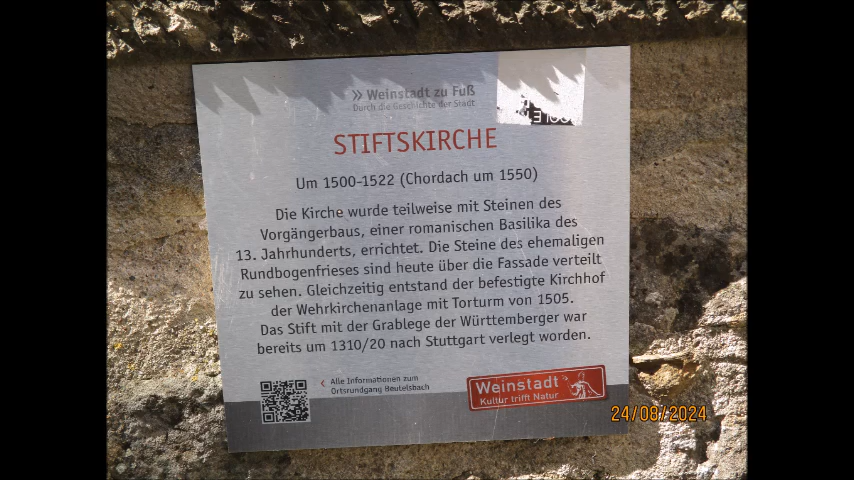 » Weinstadt zu Fuß
Durch die Geschichte der Stadt
STIFTSKIRCHE
Um 1500-1522 (Chordach um 1550)
Die Kirche wurde teilweise mit Steinen des
Vorgängerbaus, einer romanischen Basilika des
13. Jahrhunderts, errichtet. Die Steine des ehemaligen
Rundbogenfrieses sind heute über die Fassade verteilt
zu sehen. Gleichzeitig entstand der befestigte Kirchhof
der Wehrkirchenanlage mit Torturm von 1505.
Das Stift mit der Grablege der Württemberger war
bereits um 1310/20 nach Stuttgart verlegt worden.
‹ Alle Informationen zum
Ortsrundgang Beutelsbach
Weinstadt
Kultur trifft Natur
24/08/2024